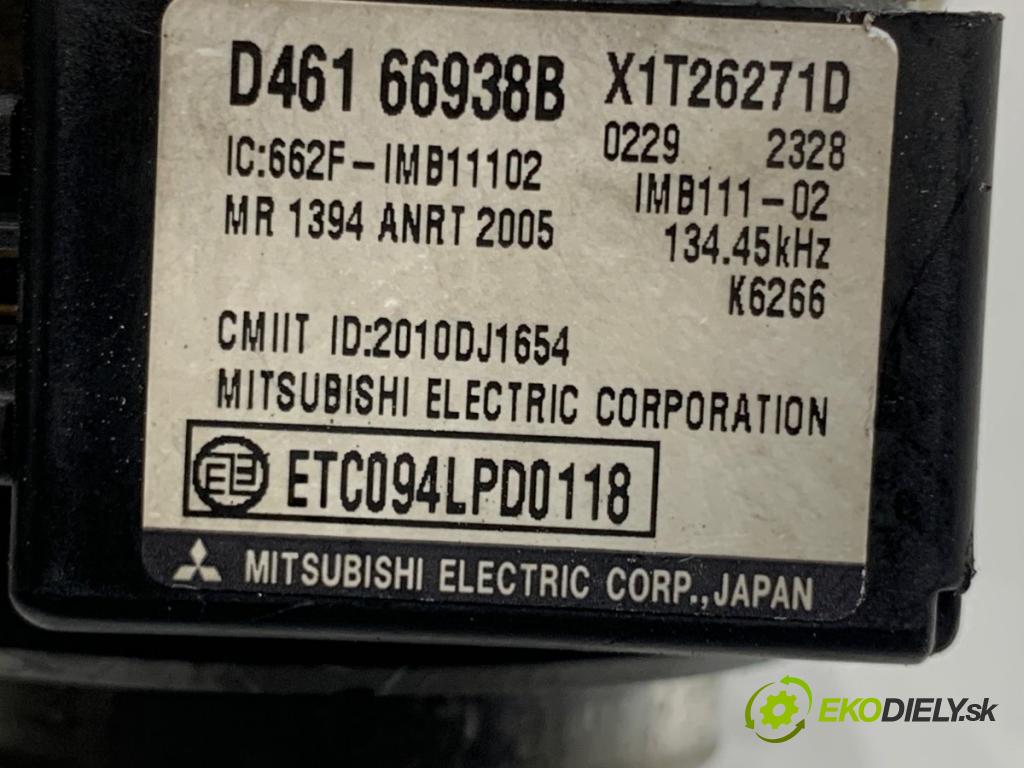 D461 66938B X1T26271D
IC:662F-IMB11102 0229 2328
MR 1394 ANRT 2005 IMB111-02
134.45kHz
K6266
CMIIT ID:2010DJ1654
MITSUBISHI ELECTRIC CORPORATION
ETC094LPD0118
MITSUBISHI ELECTRIC CORP.,JAPAN
EKODIELY.sk